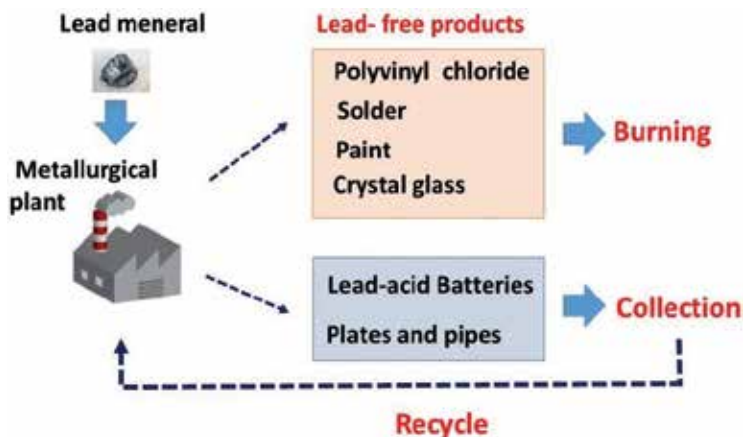 Lead meneral
Lead- free products
Polyvinyl chloride
Solder
Paint
Crystal glass
Burning
Metallurgical
plant
Lead-acid Batteries
Plates and pipes
Collection
Recycle